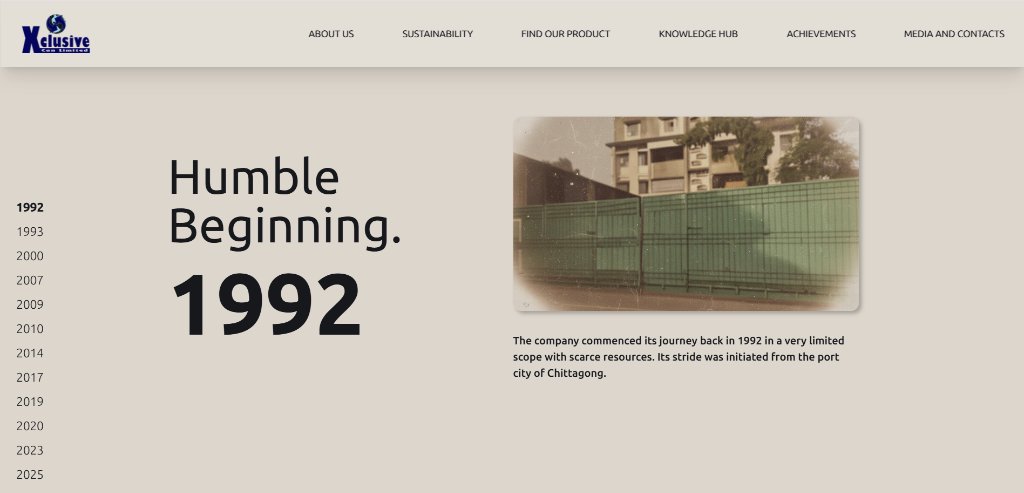 Xclusive
Can Limited
ABOUT US
SUSTAINABILITY
FIND OUR PRODUCT
KNOWLEDGE HUB
ACHIEVEMENTS
MEDIA AND CONTACTS
Humble
Beginning.
1992
1992
1993
2000
2007
2009
2010
2014
2017
2019
2020
2023
2025
The company commenced its journey back in 1992 in a very limited
scope with scarce resources. Its stride was initiated from the port
city of Chittagong.